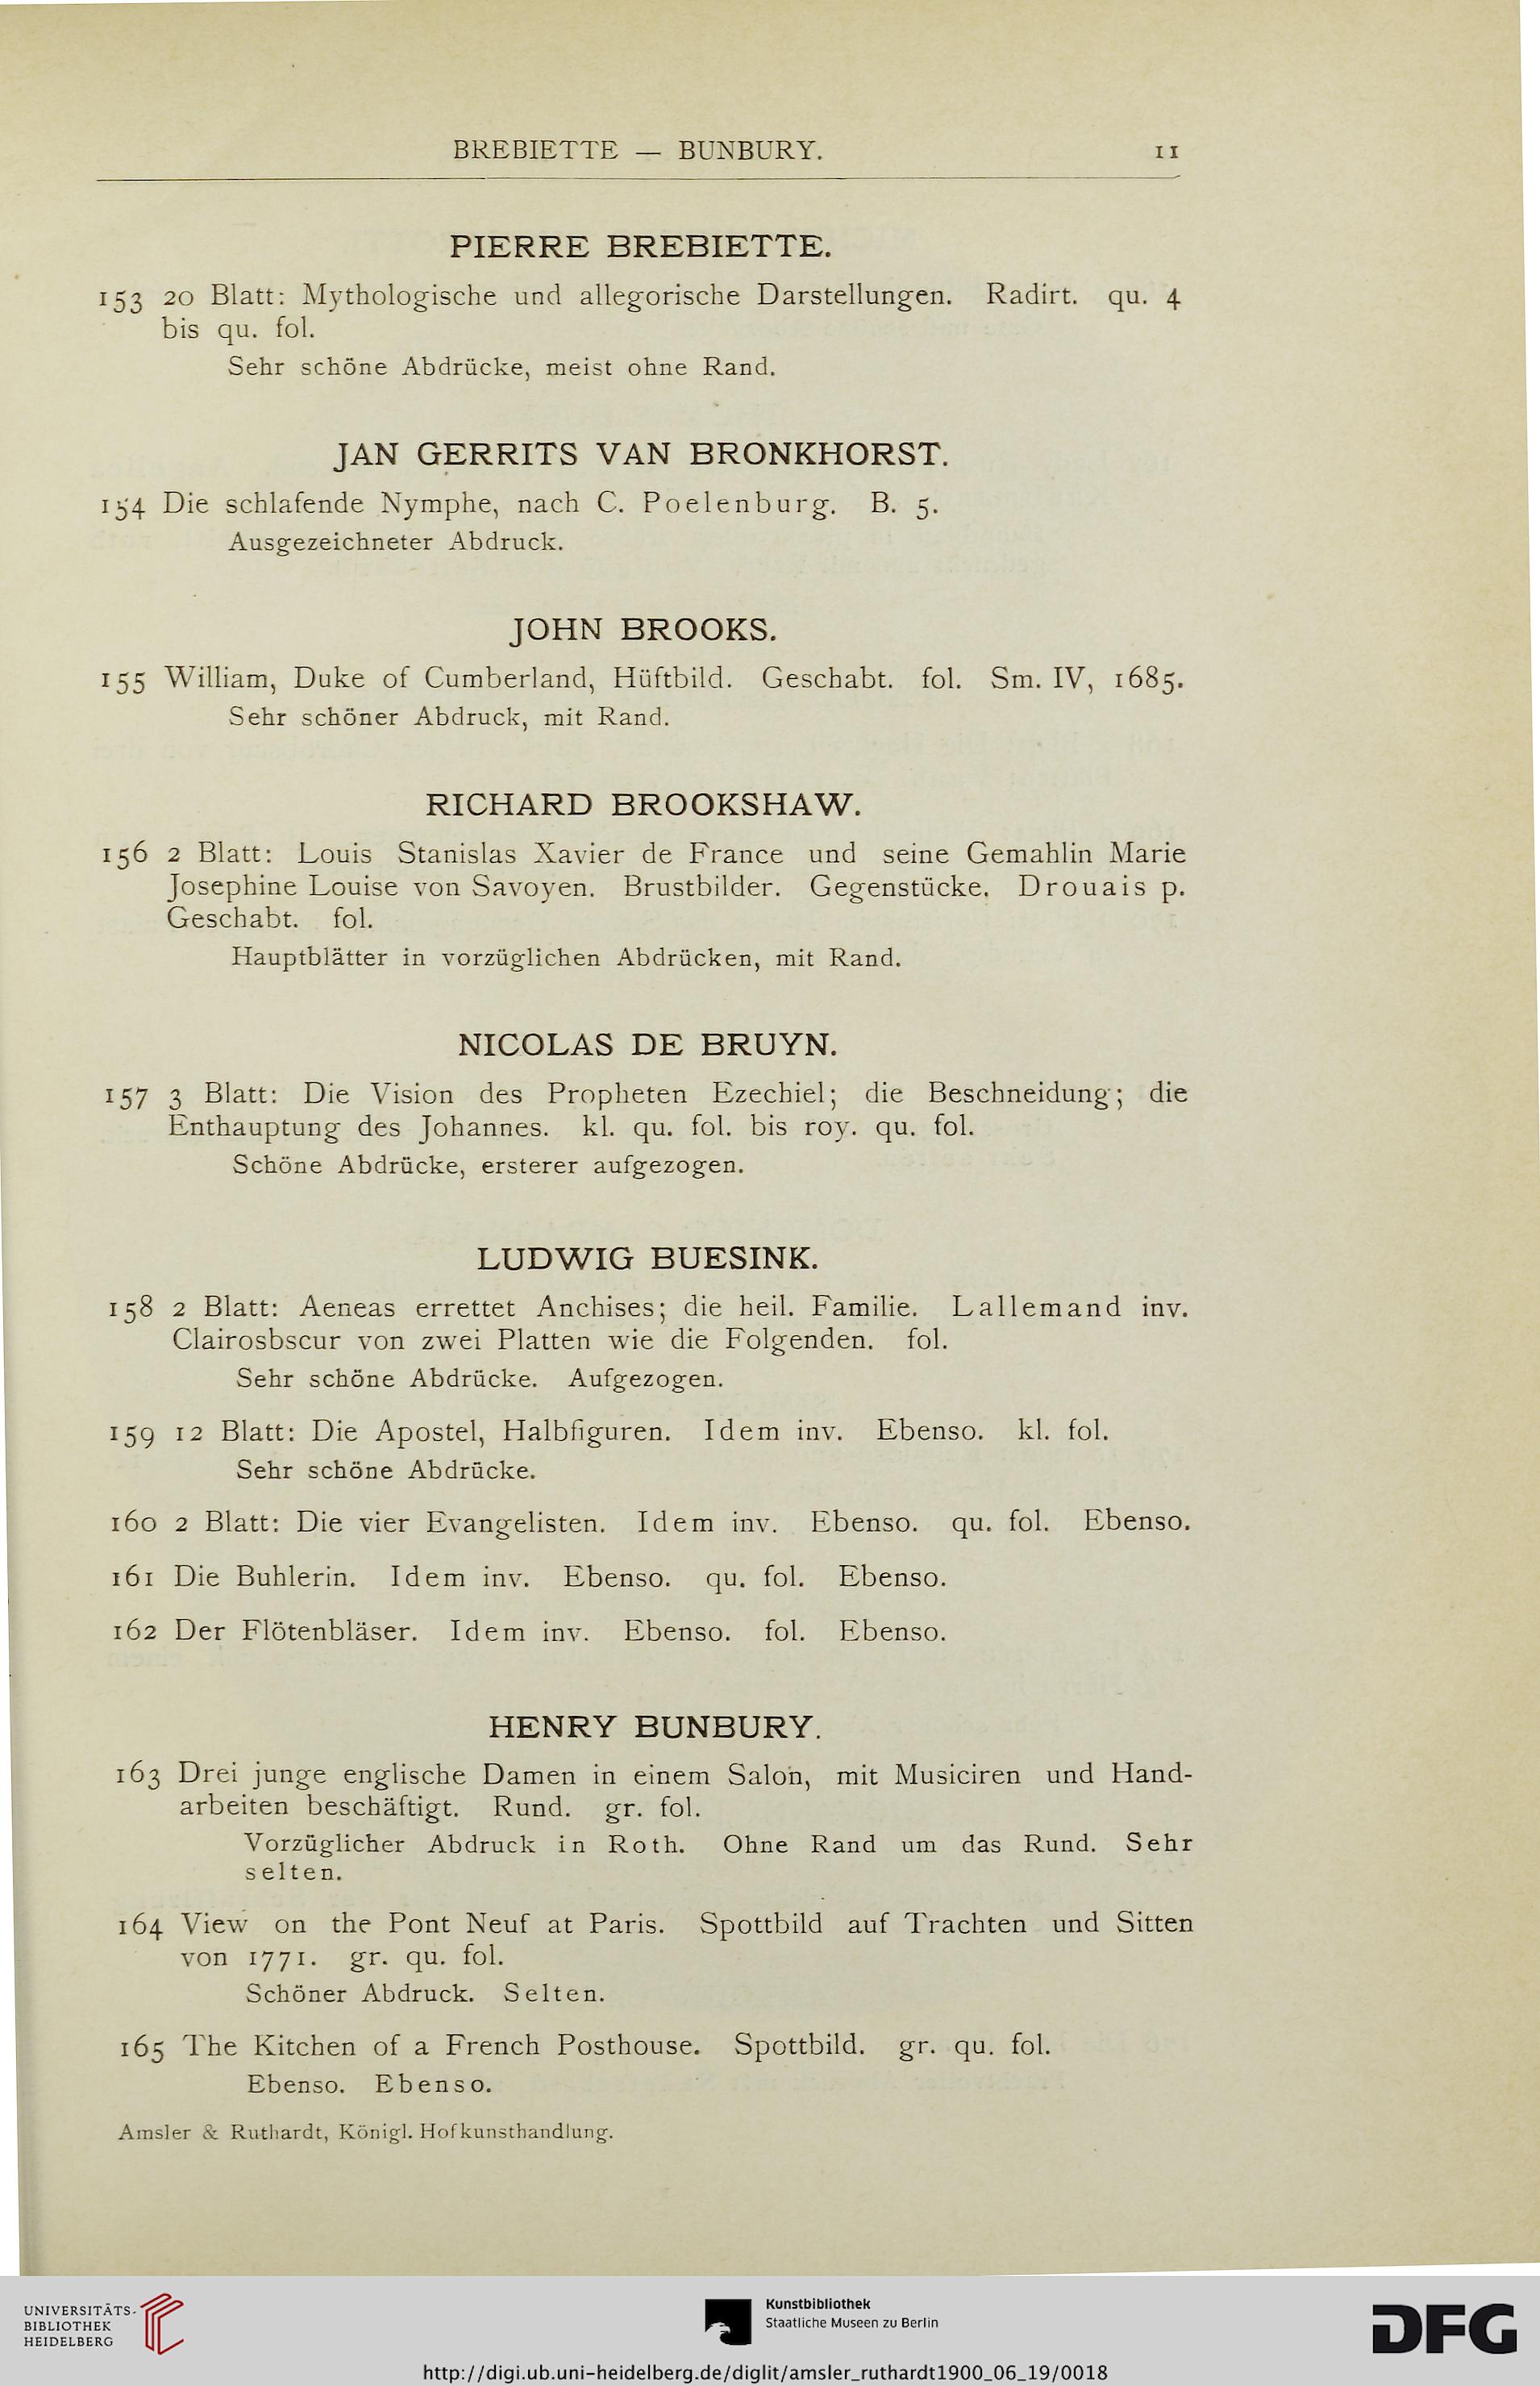 BREBIETTE — BUNBURY. 11
PIERRE BREBIETTE.
153 20 Blatt: Mythologische und allegorische Darstellungen. Radirt. qu. 4
bis qu. fol.
Sehr schöne Abdrücke, meist ohne Rand.
JAN GERRITS VAN BRONKHORST.
154 Die schlafende Nymphe, nach C. Poelenburg. B. 5.
Ausgezeichneter Abdruck.
JOHN BROOKS.
155 William, Duke of Cumberland, Hüftbild. Geschabt. fol. Sm. IV, 1685.
Sehr schöner Abdruck, mit Rand.
RICHARD BROOKSHAW.
156 2 Blatt: Louis Stanislas Xavier de France und seine Gemahlin Marie
Josephine Louise von Savoyen. Brustbilder. Gegenstücke. Drouais p.
Geschabt. fol.
Hauptblätter in vorzüglichen Abdrücken, mit Rand.
NICOLAS DE BRUYN.
157 3 Blatt: Die Vision des Propheten Ezechiel; die Beschneidung; die
Enthauptung des Johannes. kl. qu. fol. bis roy. qu. fol.
Schöne Abdrücke, ersterer aufgezogen.
LUDWIG BUESINK.
158 2 Blatt: Aeneas errettet Anchises; die heil. Familie. Lallemand inv.
Clairosbscur von zwei Platten wie die Folgenden. fol.
Sehr schöne Abdrücke. Aufgezogen.
159 12 Blatt: Die Apostel, Halbfiguren. Idem inv. Ebenso. kl. fol.
Sehr schöne Abdrücke.
160 2 Blatt: Die vier Evangelisten. Idem inv. Ebenso. qu. fol. Ebenso.
161 Die Buhlerin. Idem inv. Ebenso. qu. fol. Ebenso.
162 Der Flötenbläser. Idem inv. Ebenso. fol. Ebenso.
HENRY BUNBURY.
163 Drei junge englische Damen in einem Salon, mit Musiciren und Hand-
arbeiten beschäftigt. Rund. gr. fol.
Vorzüglicher Abdruck in Roth. Ohne Rand um das Rund. Sehr
selten.
164 View on the Pont Neuf at Paris. Spottbild auf Trachten und Sitten
von 1771. gr. qu. fol.
Schöner Abdruck. Selten.
165 The Kitchen of a French Posthouse. Spottbild. gr. qu. fol.
Ebenso. Ebenso.
Amsler & Ruthardt, Königl. Hofkunsthandlung.
UNIVERSITÄTS-
BIBLIOTHEK
HEIDELBERG
Kunstbibliothek
Staatliche Museen zu Berlin
DFG
http://digi.ub.uni-heidelberg.de/diglit/amsler_ruthardt1900_06_19/0018